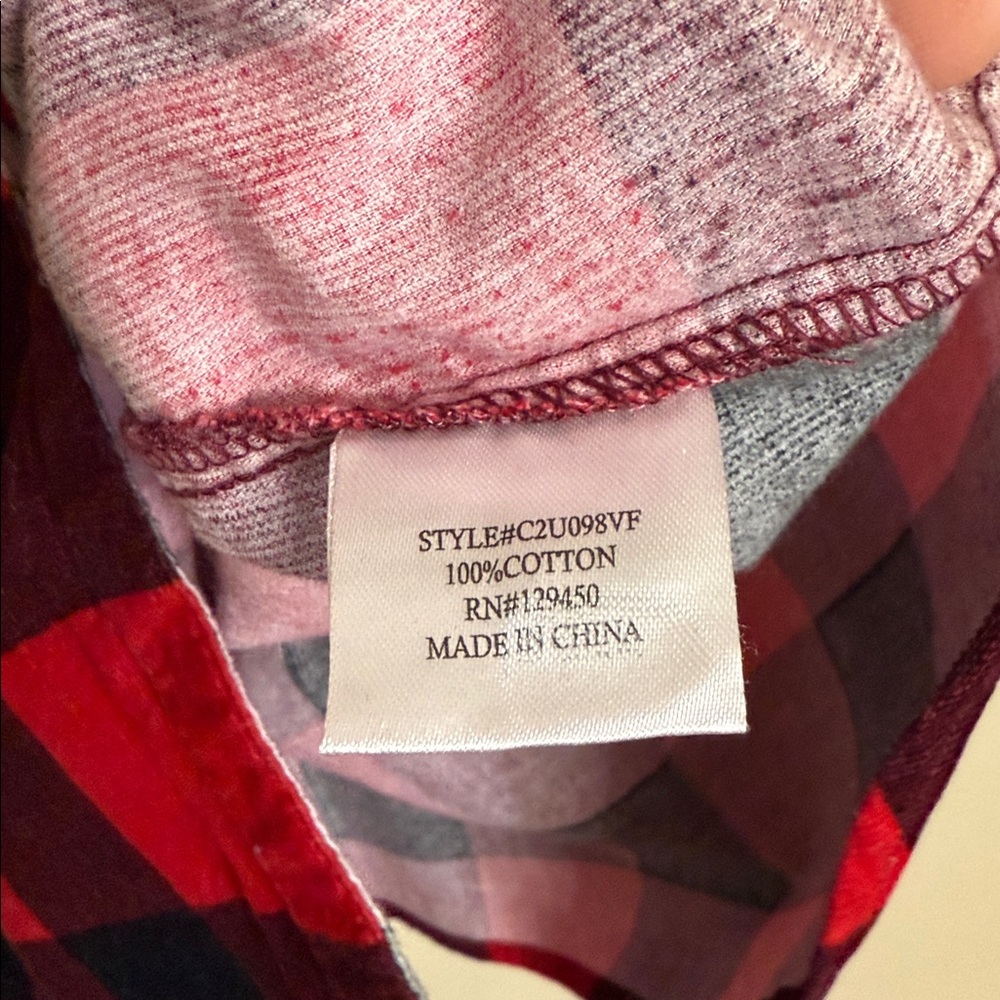 STYLE#C2U098VF
100%COTTON
RN#129450
MADE IN CHINA